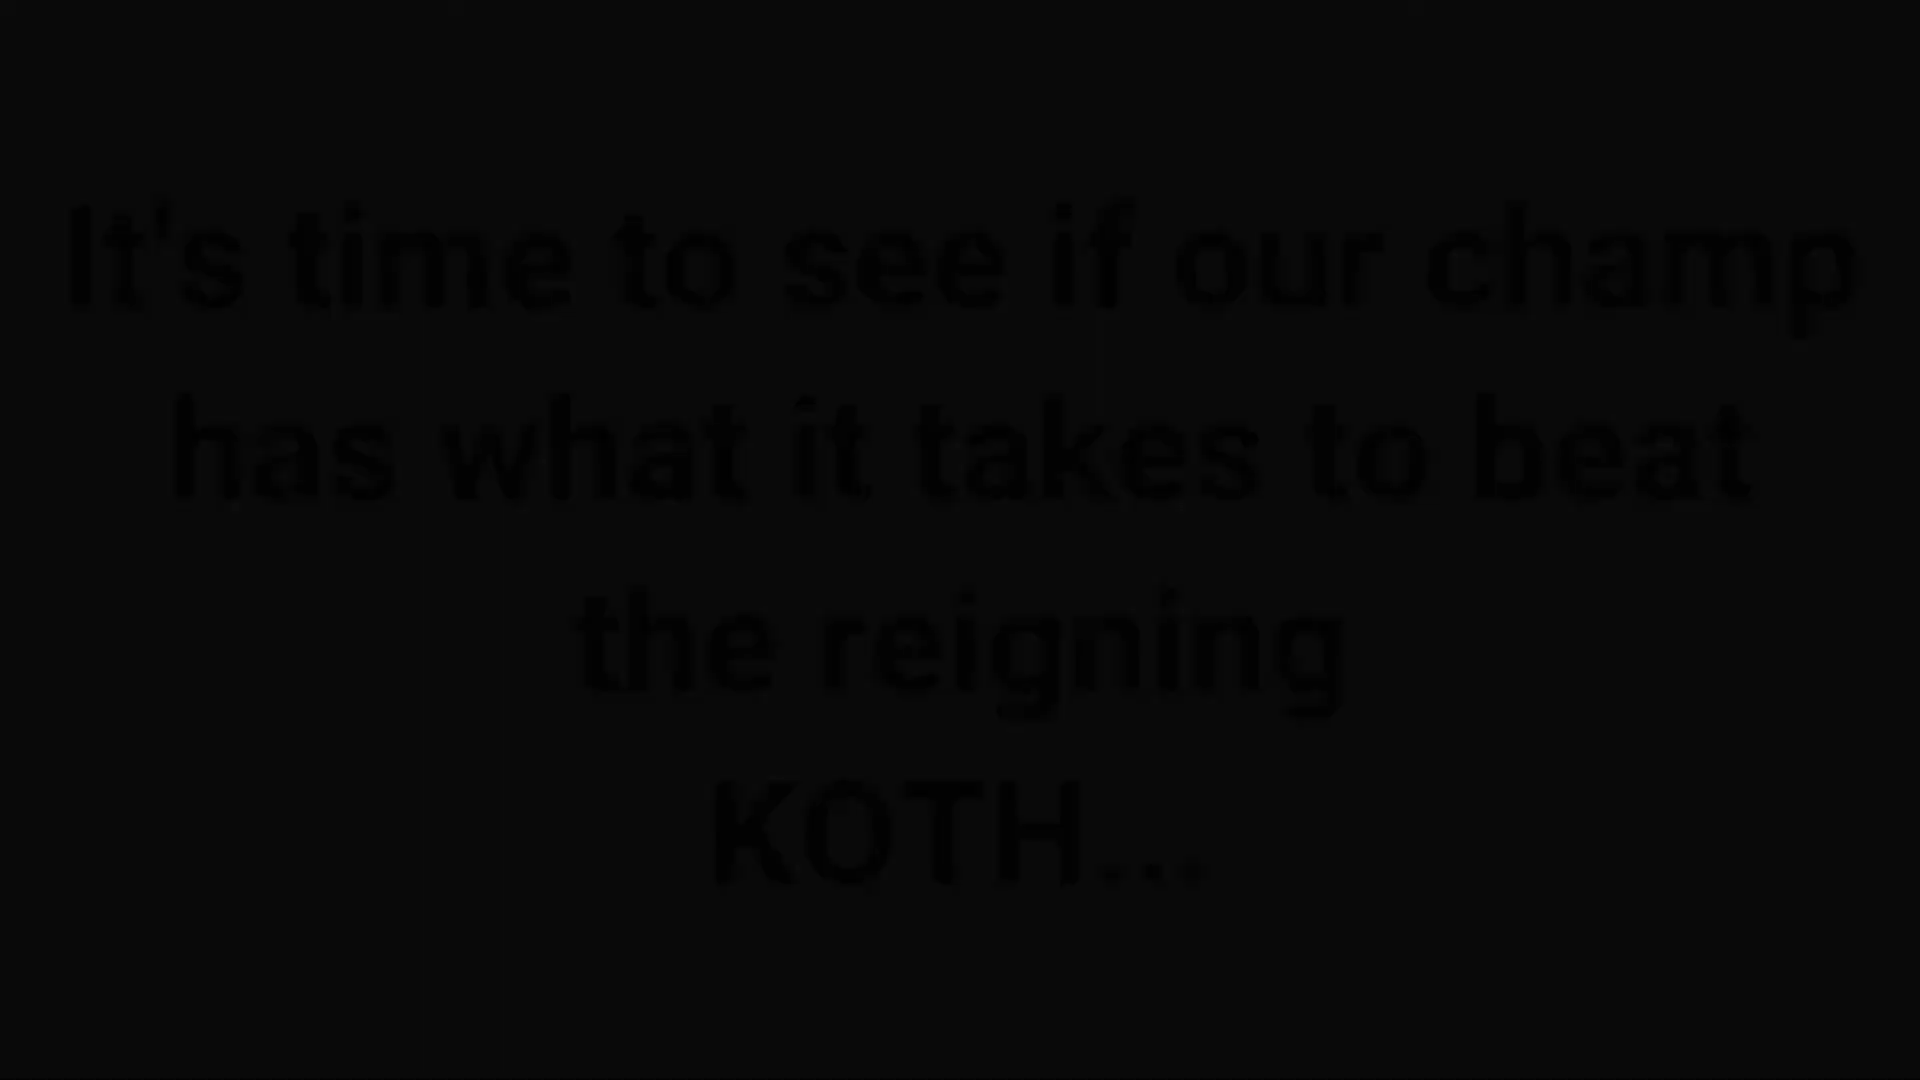 It's time to see if our champ
has what it takes to beat
the reigning
KOTH...